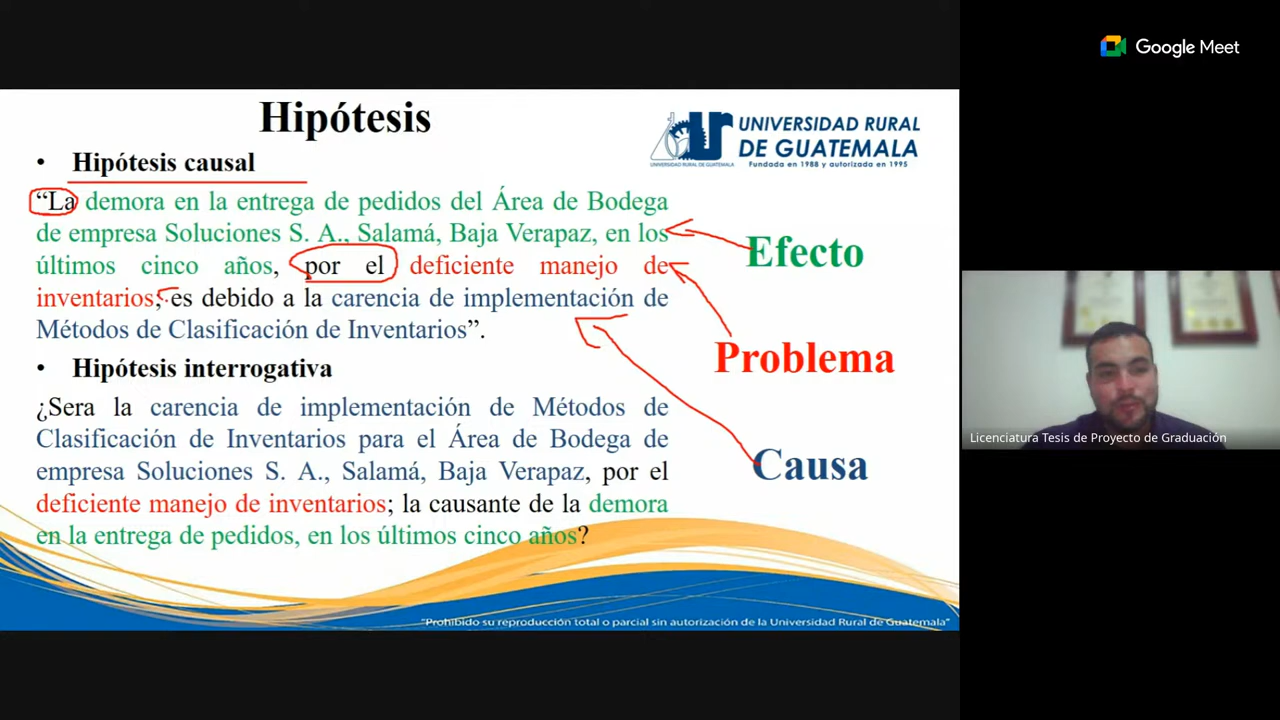 Google Meet
Hipótesis
UNIVERSIDAD RURAL
DE GUATEMALA
Fundada en 1988 y autorizada en 1995
UNIVERSIDAD RURAL DE GUATEMALA
• Hipótesis causal
“La demora en la entrega de pedidos del Área de Bodega
de empresa Soluciones S. A., Salamá, Baja Verapaz, en los
últimos cinco años, por el deficiente manejo de
inventarios; es debido a la carencia de implementación de
Métodos de Clasificación de Inventarios”.
Efecto
Problema
Causa
• Hipótesis interrogativa
¿Sera la carencia de implementación de Métodos de
Clasificación de Inventarios para el Área de Bodega de
empresa Soluciones S. A., Salamá, Baja Verapaz, por el
deficiente manejo de inventarios; la causante de la demora
en la entrega de pedidos, en los últimos cinco años?
"Prohibido su reproducción total o parcial sin autorización de la Universidad Rural de Guatemala"
Licenciatura Tesis de Proyecto de Graduación